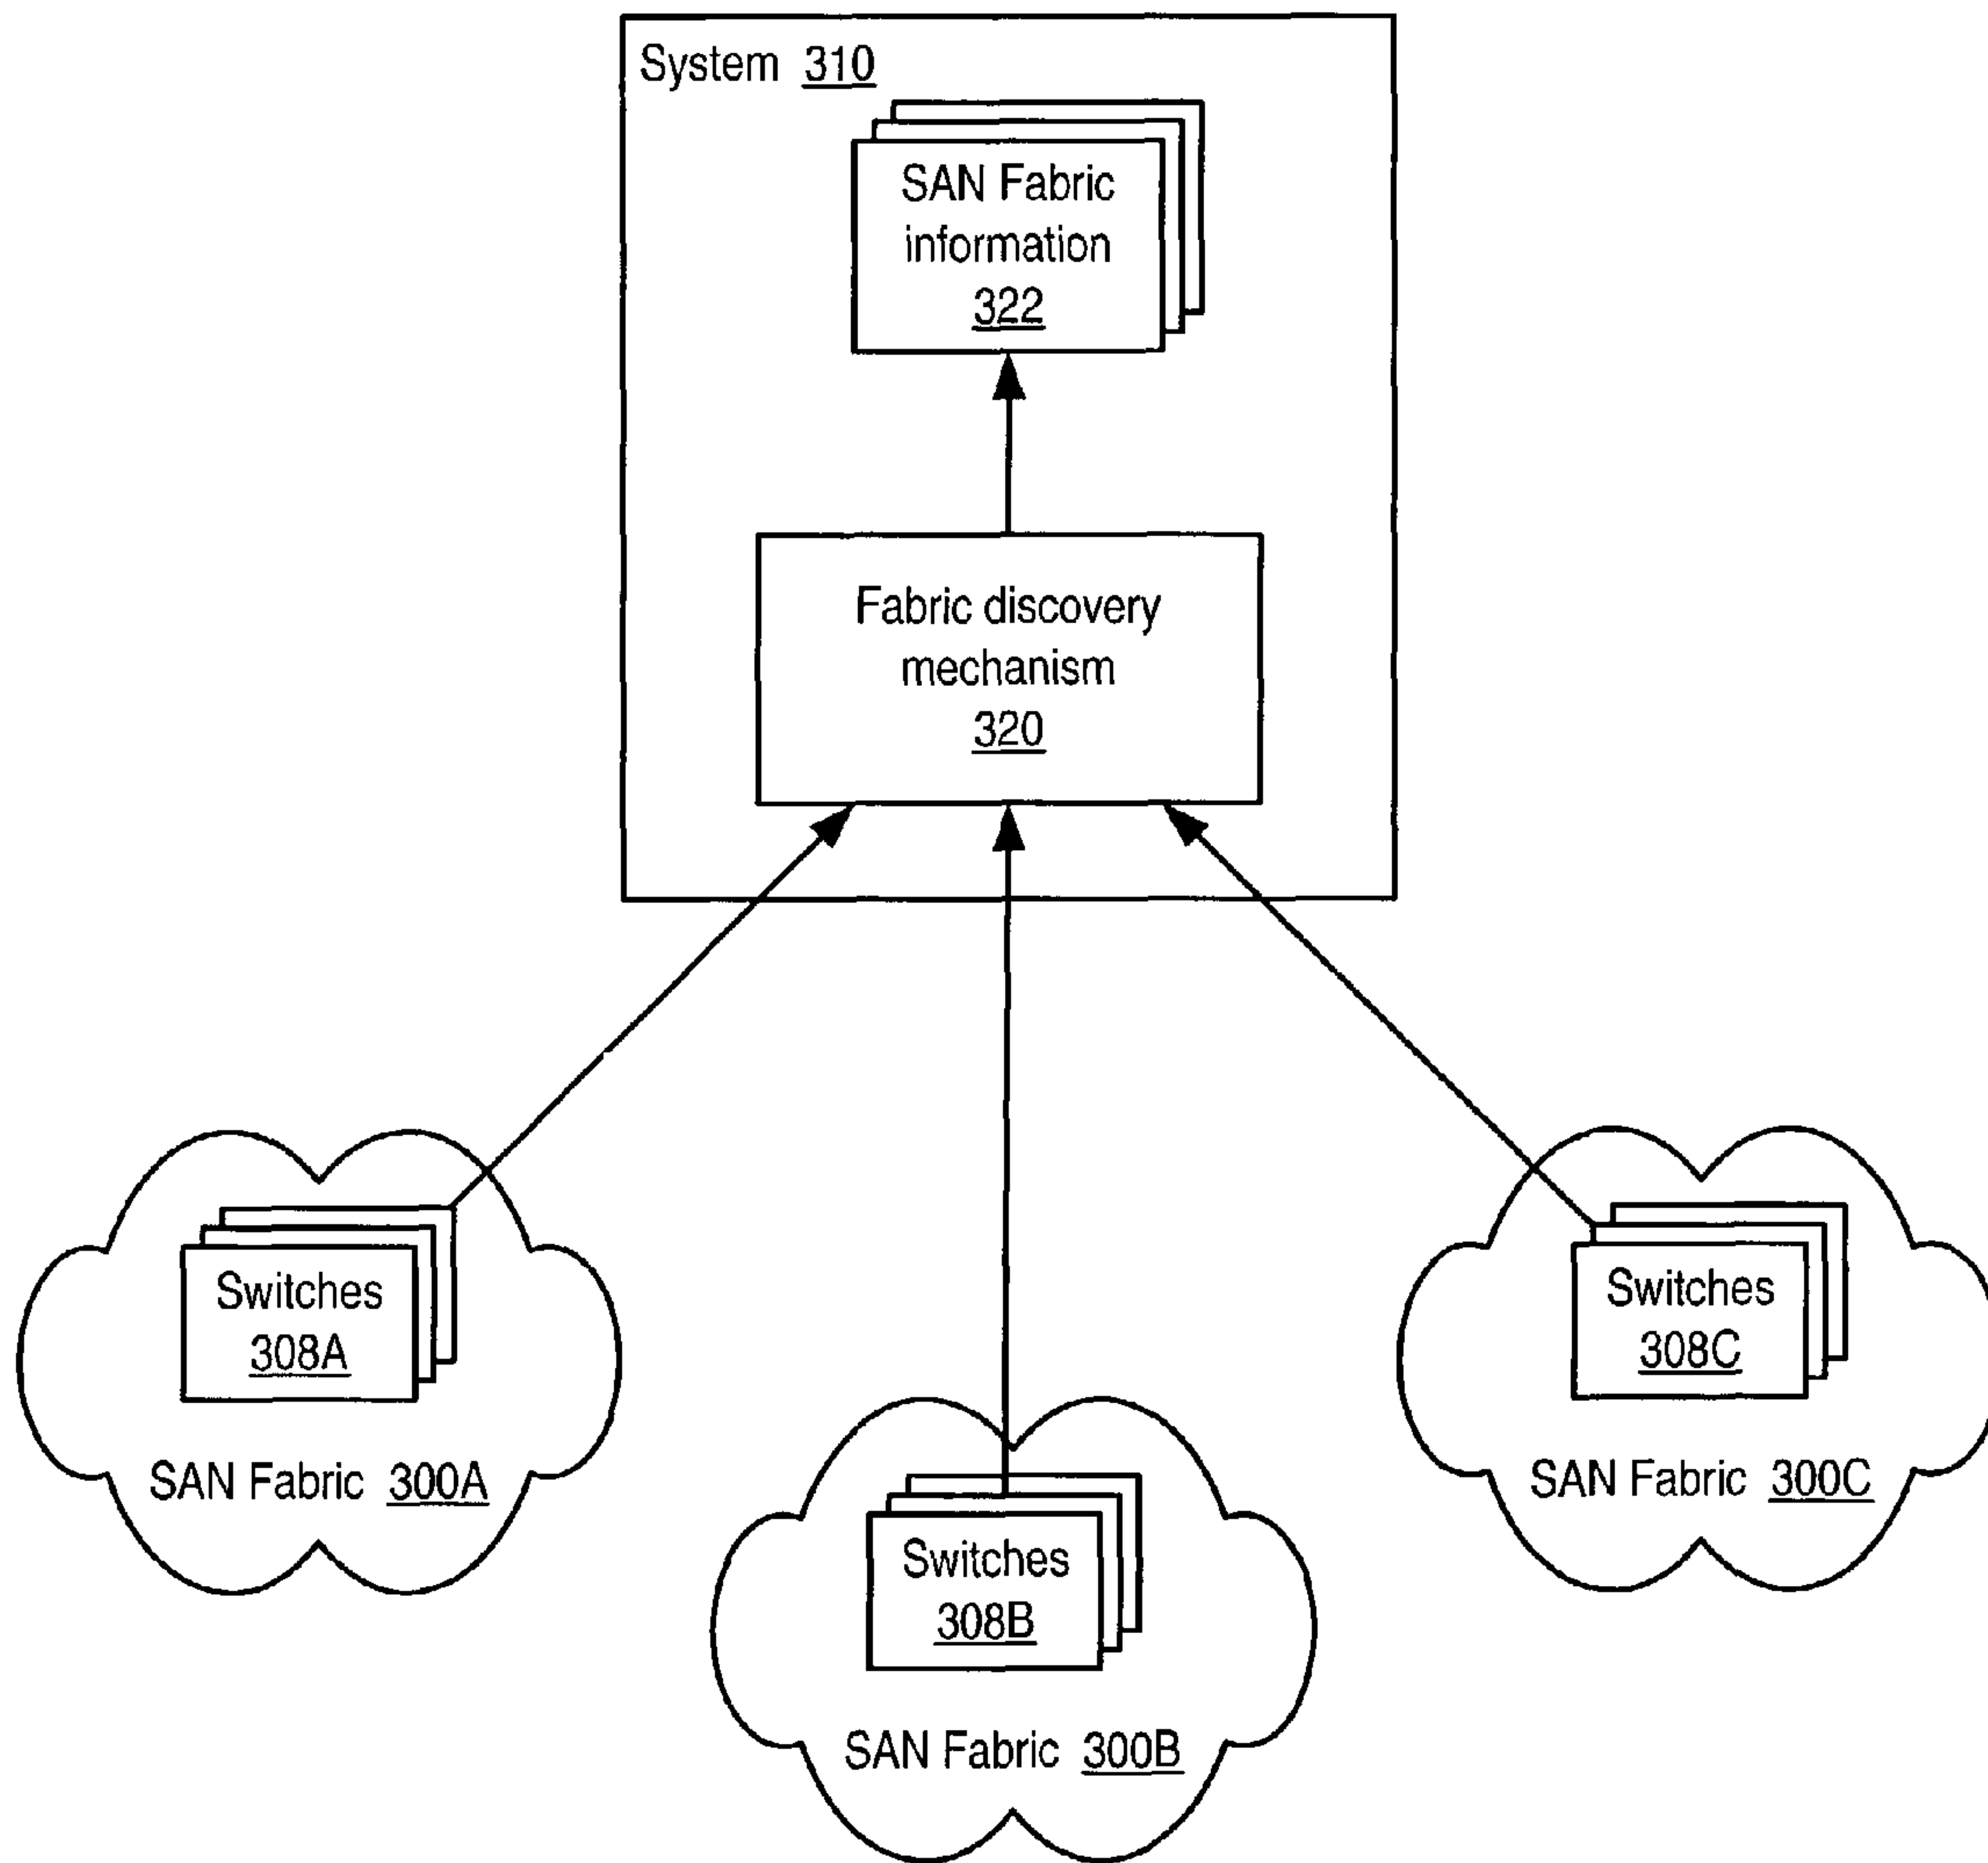 System 310
SAN Fabric
information
322
Fabric discovery
mechanism
320
Switches
308A
SAN Fabric 300A
Switches
308B
SAN Fabric 300B
Switches
308C
SAN Fabric 300C